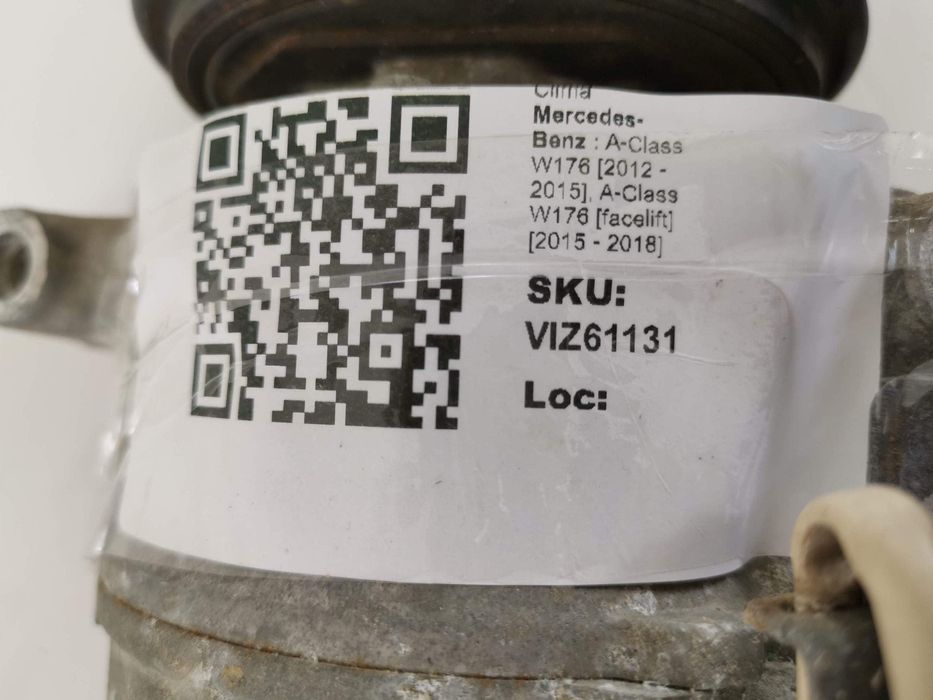 Clima
Mercedes-
Benz : A-Class
W176 [2012 -
2015], A-Class
W176 [facelift]
[2015 - 2018]
SKU:
VIZ61131
Loc: